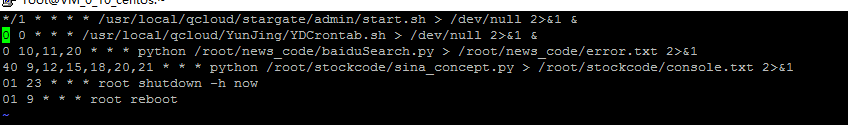 root@VM_0_10_centos:~
*/1 * * * * /usr/local/qcloud/stargate/admin/start.sh > /dev/null 2>&1 &
0 0 * * * /usr/local/qcloud/YunJing/YDCrontab.sh > /dev/null 2>&1 &
0 10,11,20 * * * python /root/news_code/baiduSearch.py > /root/news_code/error.txt 2>&1
40 9,12,15,18,20,21 * * * python /root/stockcode/sina_concept.py > /root/stockcode/console.txt 2>&1
01 23 * * * root shutdown -h now
01 9 * * * root reboot
~